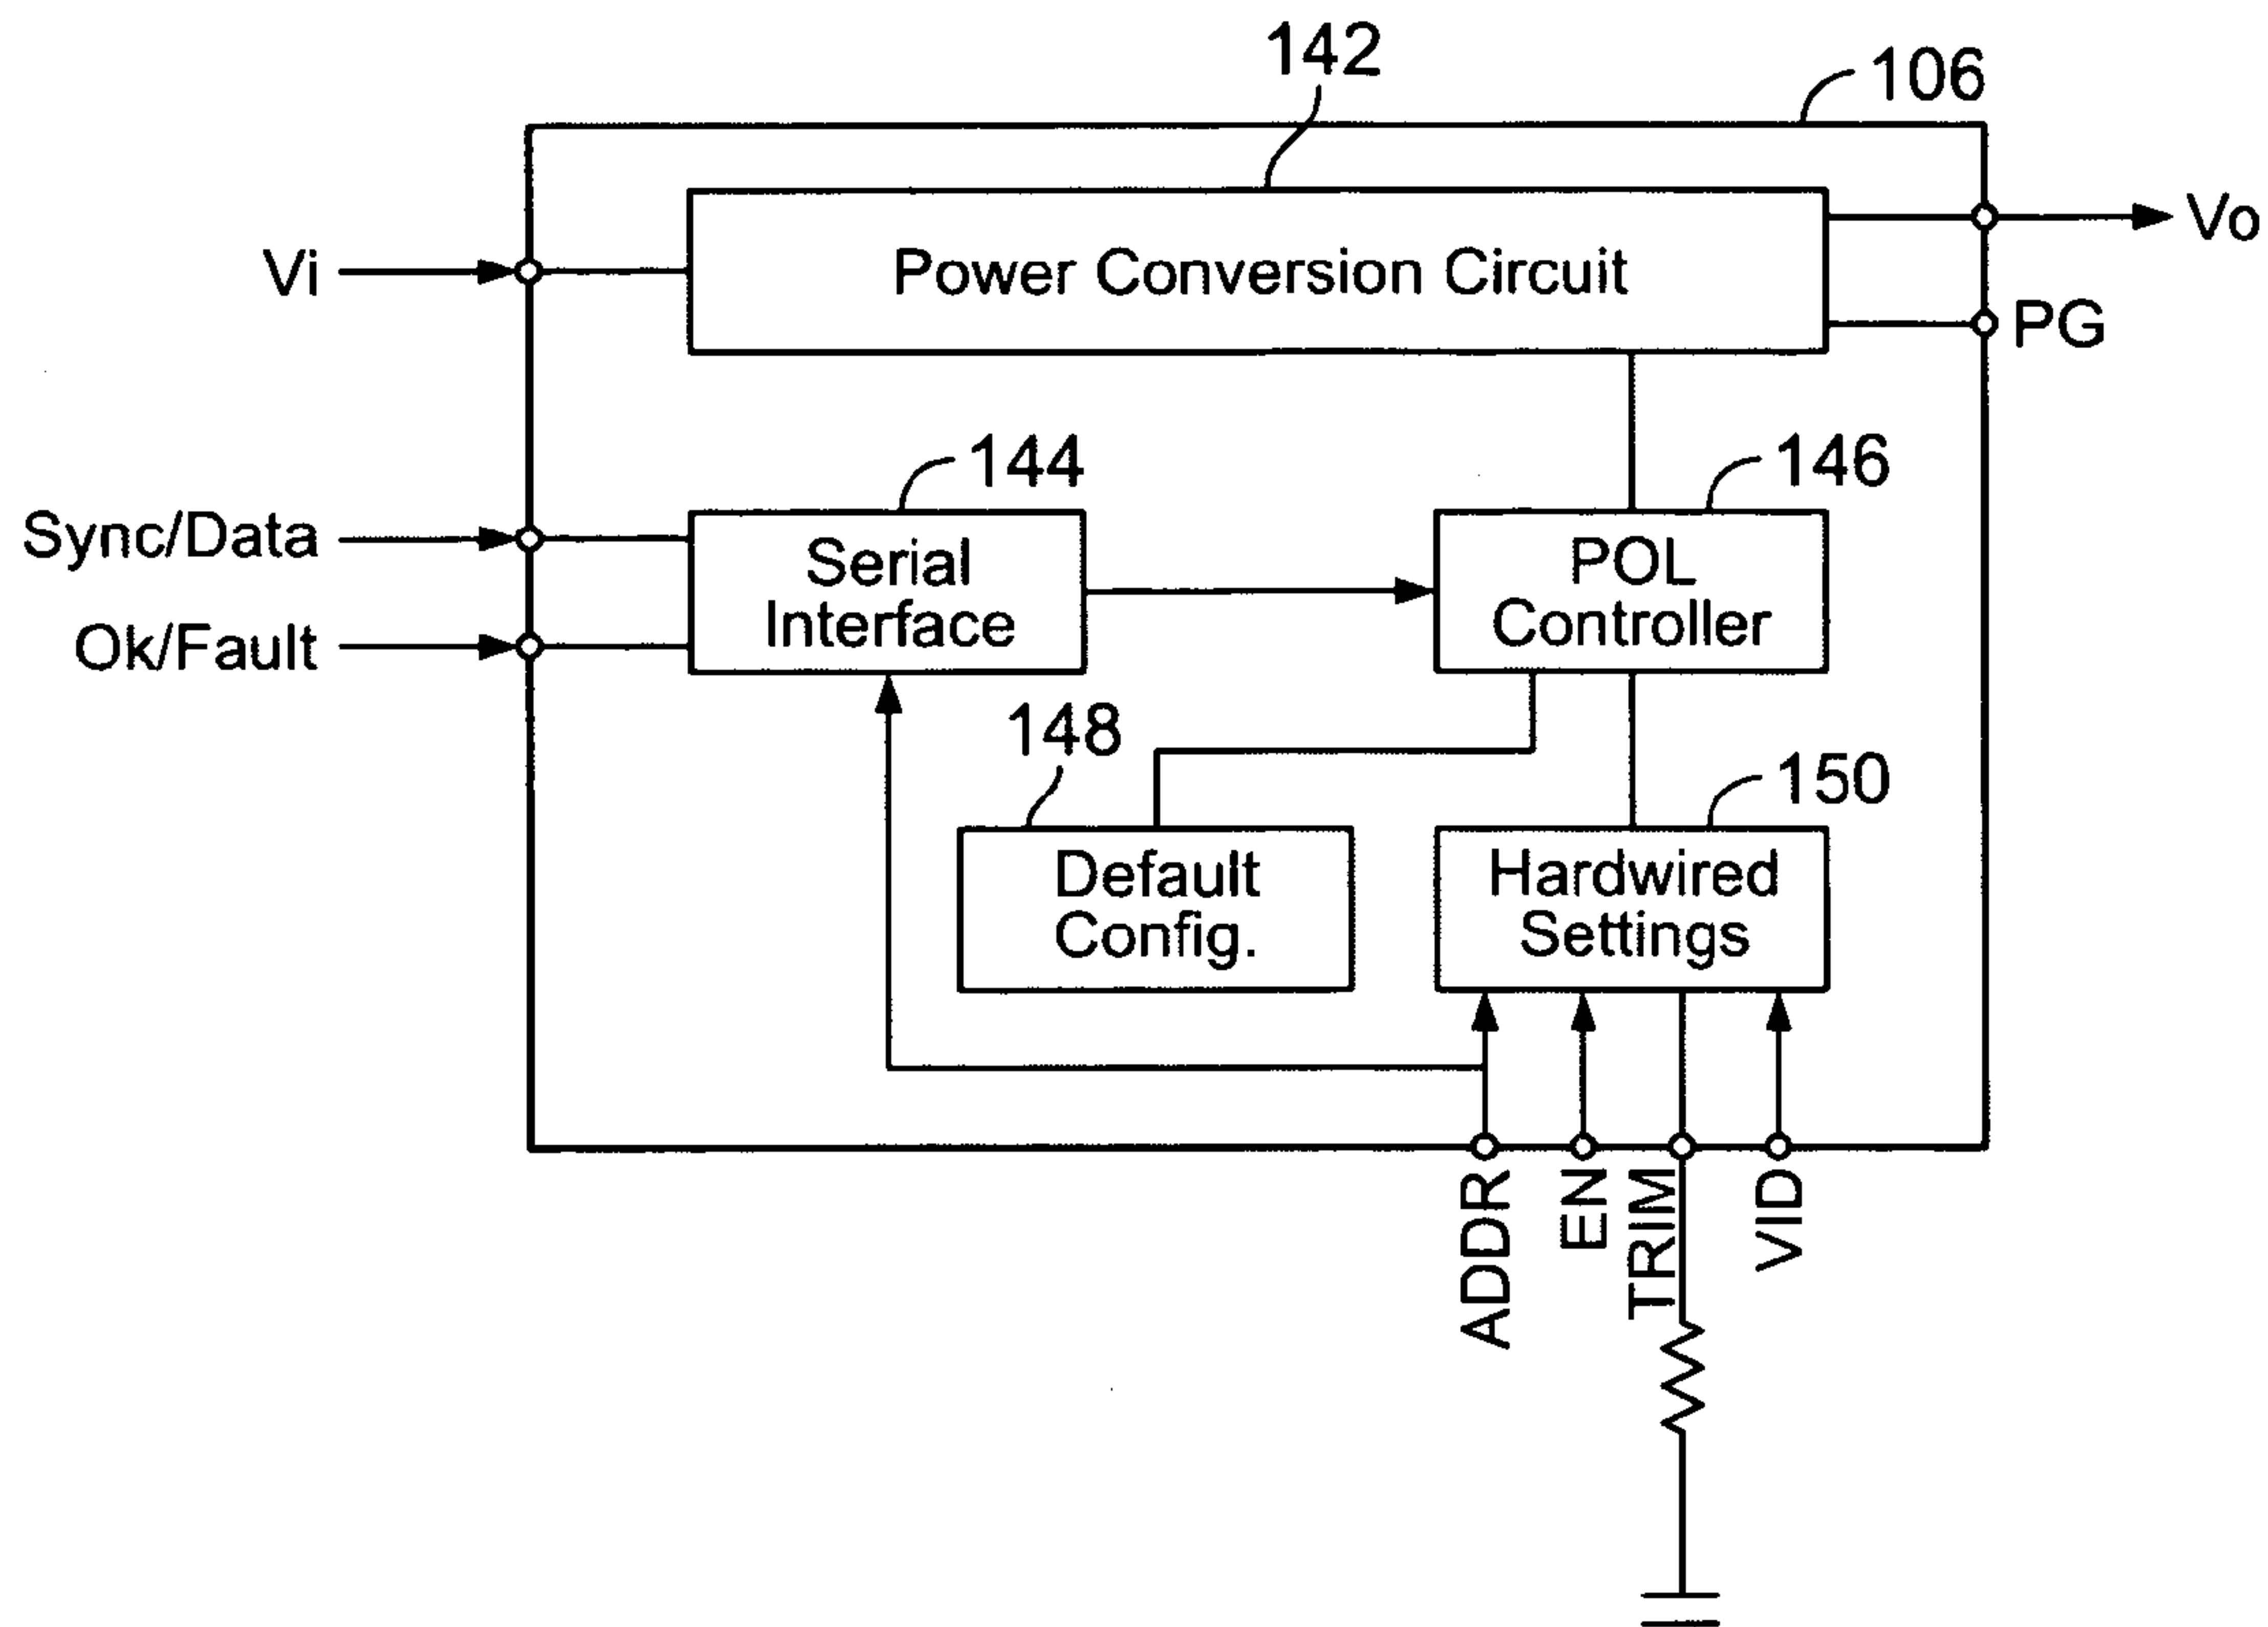 142
106
Vi
Power Conversion Circuit
Vo
PG
144
146
Sync/Data
Ok/Fault
Serial
Interface
POL
Controller
148
150
Default
Config.
Hardwired
Settings
ADDR
EN
TRIM
VID